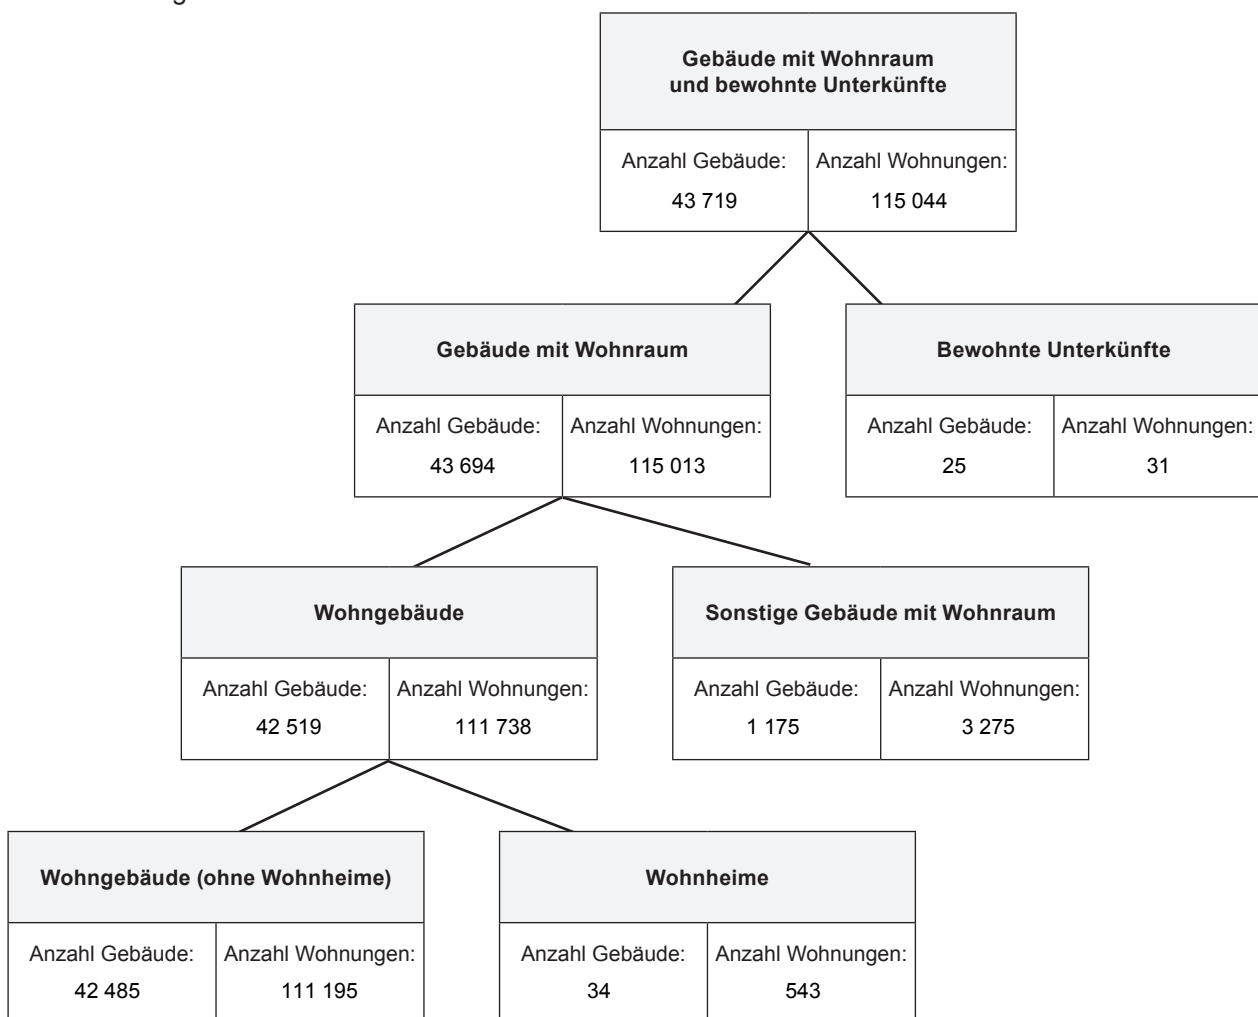 Gebäude mit Wohnraum
und bewohnte Unterkünfte
Anzahl Gebäude: Anzahl Wohnungen:
43 719 115 044
Gebäude mit Wohnraum Bewohnte Unterkünfte
Anzahl Gebäude: Anzahl Wohnungen: Anzahl Gebäude: Anzahl Wohnungen:
43 694 115 013 25 31
Wohngebäude Sonstige Gebäude mit Wohnraum
Anzahl Gebäude: Anzahl Wohnungen: Anzahl Gebäude: Anzahl Wohnungen:
42 519 111 738 1 175 3 275
Wohngebäude (ohne Wohnheime) Wohnheime
Anzahl Gebäude: Anzahl Wohnungen: Anzahl Gebäude: Anzahl Wohnungen:
42 485 111 195 34 543